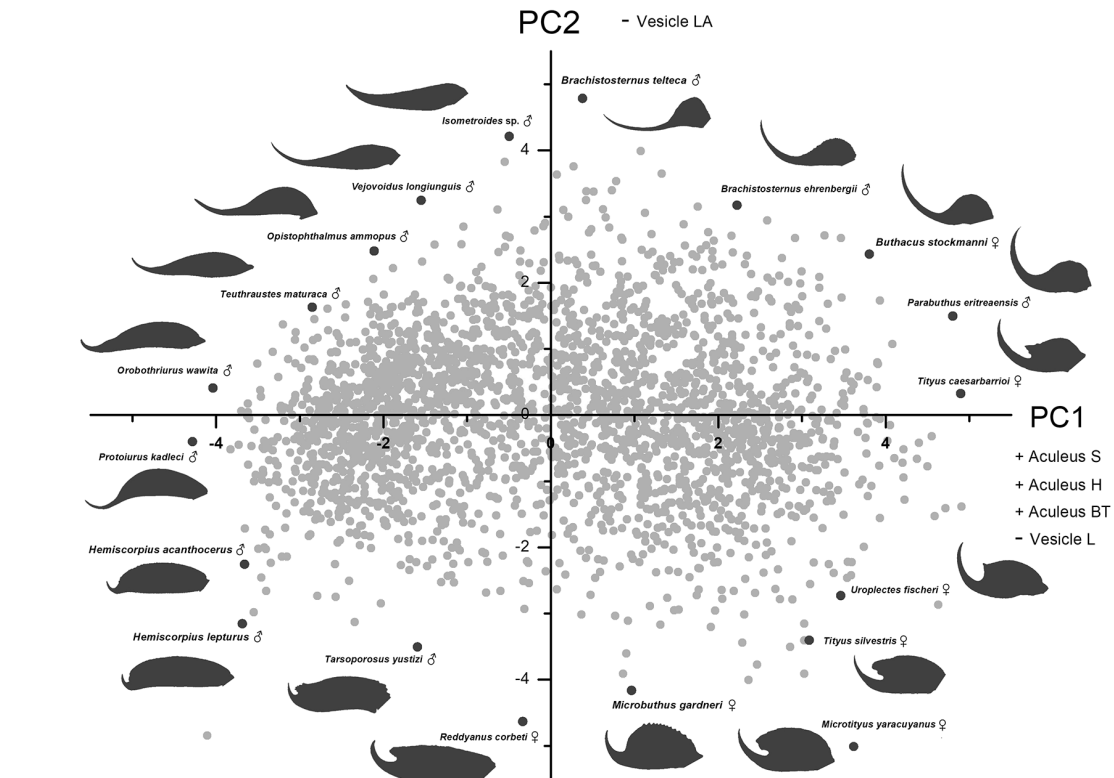 PC2
- Vesicle LA
Brachistosternus telteca ♂
Isometroides sp. ♂
4
Vejovoidus longiunguis ♂
Brachistosternus ehrenbergii ♂
Opistophthalmus ammopus ♂
Buthacus stockmanni ♀
2
Teuthraustes maturaca ♂
Parabuthus eritreaensis ♂
Orobothriurus wawita ♂
Tityus caesarbarrioi ♀
0
PC1
-4
-2
0
2
4
Protoiurus kadleci ♂
+ Aculeus S
+ Aculeus H
+ Aculeus BT
- Vesicle L
Hemiscorpius acanthocerus ♂
-2
Uroplectes fischeri ♀
Hemiscorpius lepturus ♂
Tityus silvestris ♀
Tarsoporosus yustizi ♂
-4
Microbuthus gardneri ♀
Microtityus yaracuyanus ♀
Reddyanus corbeti ♀